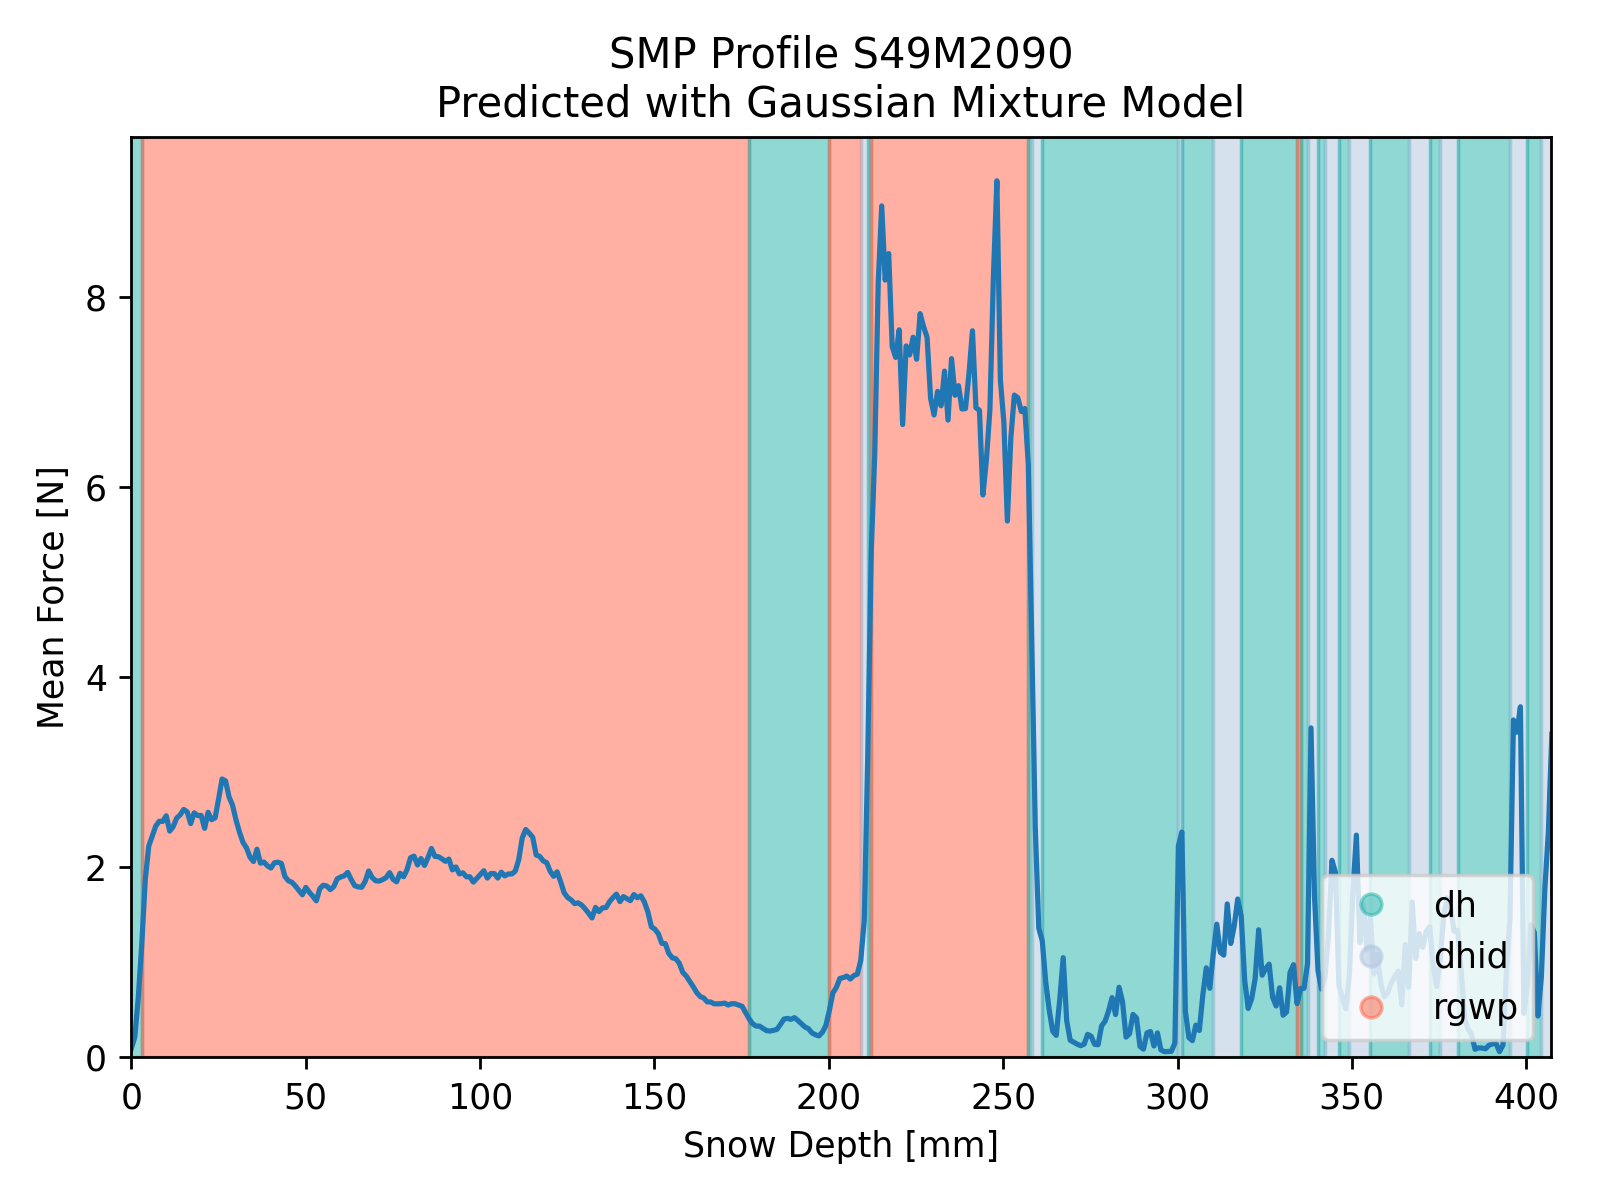 SMP Profile S49M2090
Predicted with Gaussian Mixture Model
Mean Force [N]
8
6
4
2
0
dh
dhid
rgwp
0 50 100 150 200 250 300 350 400
Snow Depth [mm]